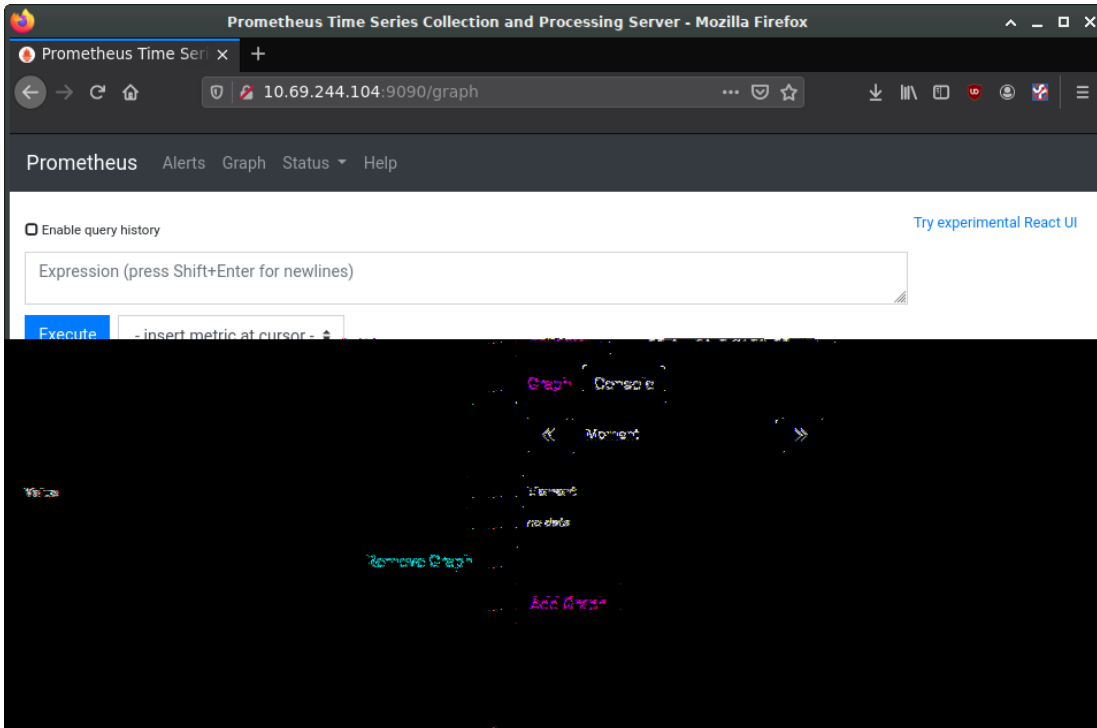 Prometheus Time Series Collection and Processing Server - Mozilla Firefox
Prometheus Time Seri
10.69.244.104:9090/graph
Prometheus Alerts Graph Status Help
Enable query history Try experimental React UI
Expression (press Shift+Enter for newlines)
Execute - insert metric at cursor -
Graph Console
« Moment »
Value Element
no data
Remove Graph
Add Graph